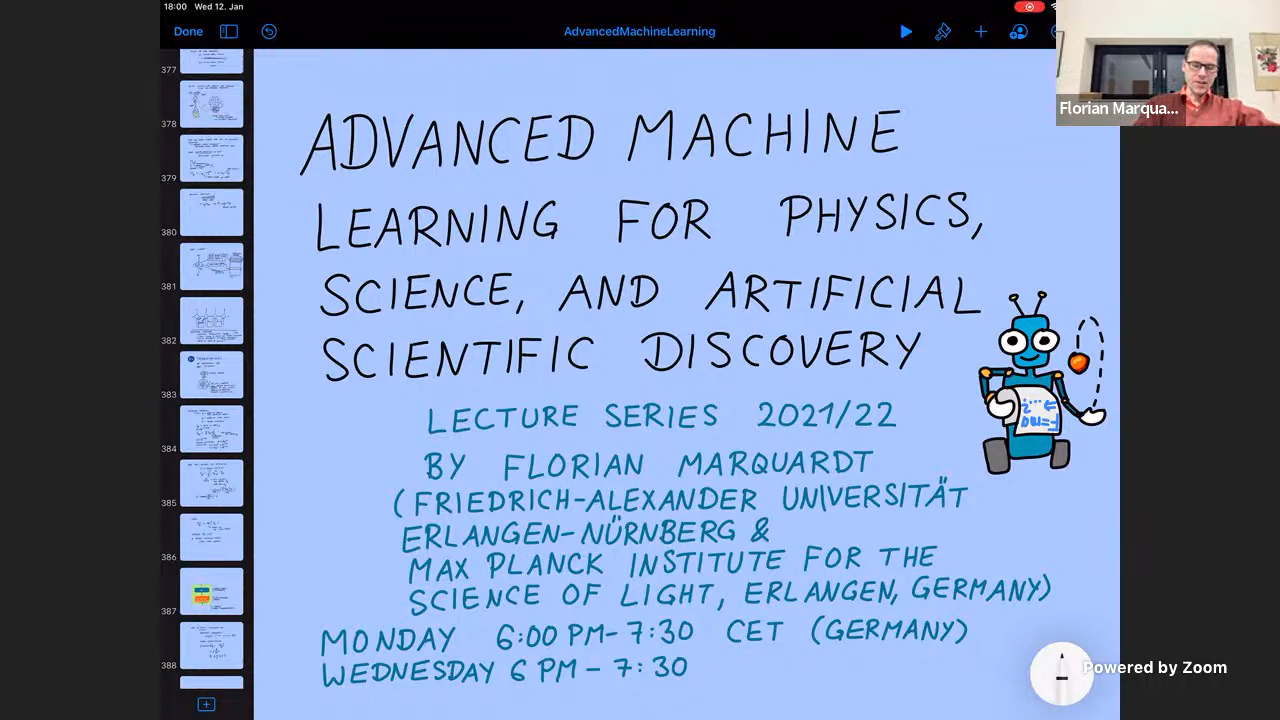 18:00 Wed 12. Jan
Done
AdvancedMachineLearning
Florian Marqua...
377
378
379
380
381
382
383
384
385
386
387
388
ADVANCED MACHINE
LEARNING FOR PHYSICS,
SCIENCE, AND ARTIFICIAL
SCIENTIFIC DISCOVERY
LECTURE SERIES 2021/22
BY FLORIAN MARQUARDT
(FRIEDRICH-ALEXANDER UNIVERSITÄT
ERLANGEN-NÜRNBERG &
MAX PLANCK INSTITUTE FOR THE
SCIENCE OF LIGHT, ERLANGEN, GERMANY)
MONDAY 6:00 PM - 7:30 CET (GERMANY)
WEDNESDAY 6 PM - 7:30
Powered by Zoom